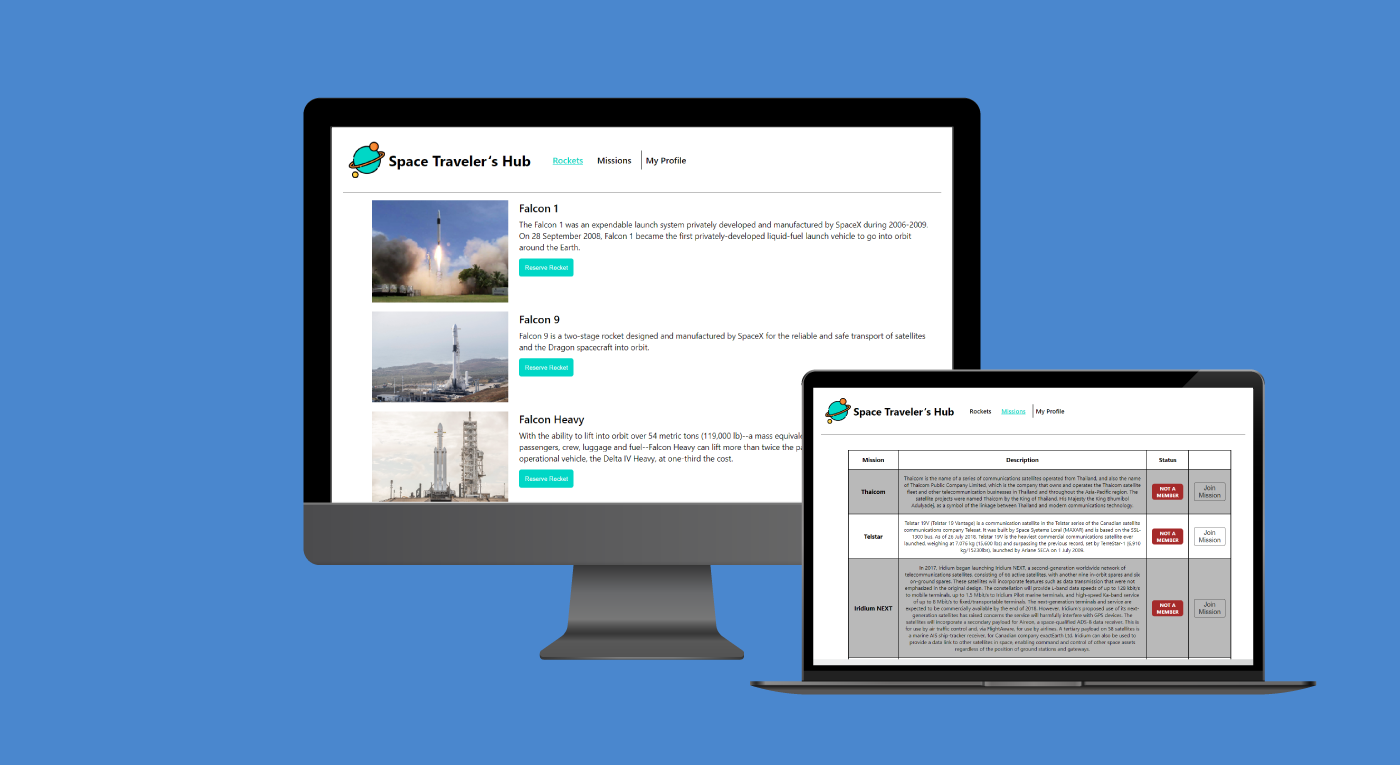 Space Traveler's Hub
Rockets
Missions
My Profile
Falcon 1
The Falcon 1 was an expendable launch system privately developed and manufactured by SpaceX during 2006-2009.
On 28 September 2008, Falcon 1 became the first privately-developed liquid-fuel launch vehicle to go into orbit
around the Earth.
Reserve Rocket
Falcon 9
Falcon 9 is a two-stage rocket designed and manufactured by SpaceX for the reliable and safe transport of satellites
and the Dragon spacecraft into orbit.
Reserve Rocket
Falcon Heavy
With the ability to lift into orbit over 54 metric tons (119,000 lb)--a mass equivale
passengers, crew, luggage and fuel--Falcon Heavy can lift more than twice the pa
operational vehicle, the Delta IV Heavy, at one-third the cost.
Reserve Rocket
Space Traveler's Hub
Rockets
Missions
My Profile
Mission
Description
Status
Thaicom
Thaicom is the name of a series of communications satellites operated from Thailand, and also the name
of Thaicom Public Company Limited, which is the company that owns and operates the Thaicom satellite
fleet and other telecommunication businesses in Thailand and throughout the Asia-Pacific region. The
satellite projects were named Thaicom by the King of Thailand, His Majesty the King Bhumibol
Adulyadej, as a symbol of the linkage between Thailand and modern communications technology.
NOT A
MEMBER
Join
Mission
Telstar
Telstar 19V (Telstar 19 Vantage) is a communication satellite in the Telstar series of the Canadian satellite
communications company Telesat. It was built by Space Systems Loral (MAXAR) and is based on the SSL-
1300 bus. As of 26 July 2018, Telstar 19V is the heaviest commercial communications satellite ever
launched, weighing at 7,076 kg (15,600 lbs) and surpassing the previous record, set by TerreStar-1 (6,910
kg/15230lbs), launched by Ariane 5ECA on 1 July 2009.
NOT A
MEMBER
Join
Mission
Iridium NEXT
In 2017, Iridium began launching Iridium NEXT, a second-generation worldwide network of
telecommunications satellites, consisting of 66 active satellites, with another nine in-orbit spares and six
on-ground spares. These satellites will incorporate features such as data transmission that were not
emphasized in the original design. The constellation will provide L-band data speeds of up to 128 kbit/s
to mobile terminals, up to 1.5 Mbit/s to Iridium Pilot marine terminals, and high-speed Ka-band service
of up to 8 Mbit/s to fixed/transportable terminals. The next-generation terminals and service are
expected to be commercially available by the end of 2018. However, Iridium's proposed use of its next-
generation satellites has raised concerns the service will harmfully interfere with GPS devices. The
satellites will incorporate a secondary payload for Aireon, a space-qualified ADS-B data receiver. This is
for use by air traffic control and, via FlightAware, for use by airlines. A tertiary payload on 58 satellites is
a marine AIS ship-tracker receiver, for Canadian company exactEarth Ltd. Iridium can also be used to
provide a data link to other satellites in space, enabling command and control of other space assets
regardless of the position of ground stations and gateways.
NOT A
MEMBER
Join
Mission